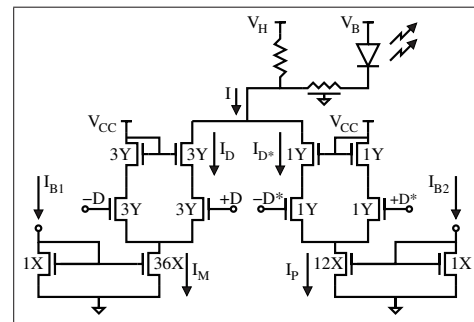 V_H V_B
I
V_CC I_D I_D* V_CC
3Y 3Y 1Y 1Y
I_B1 −D 3Y 3Y +D −D* 1Y 1Y +D* I_B2
1X 36X I_M I_P 12X 1X